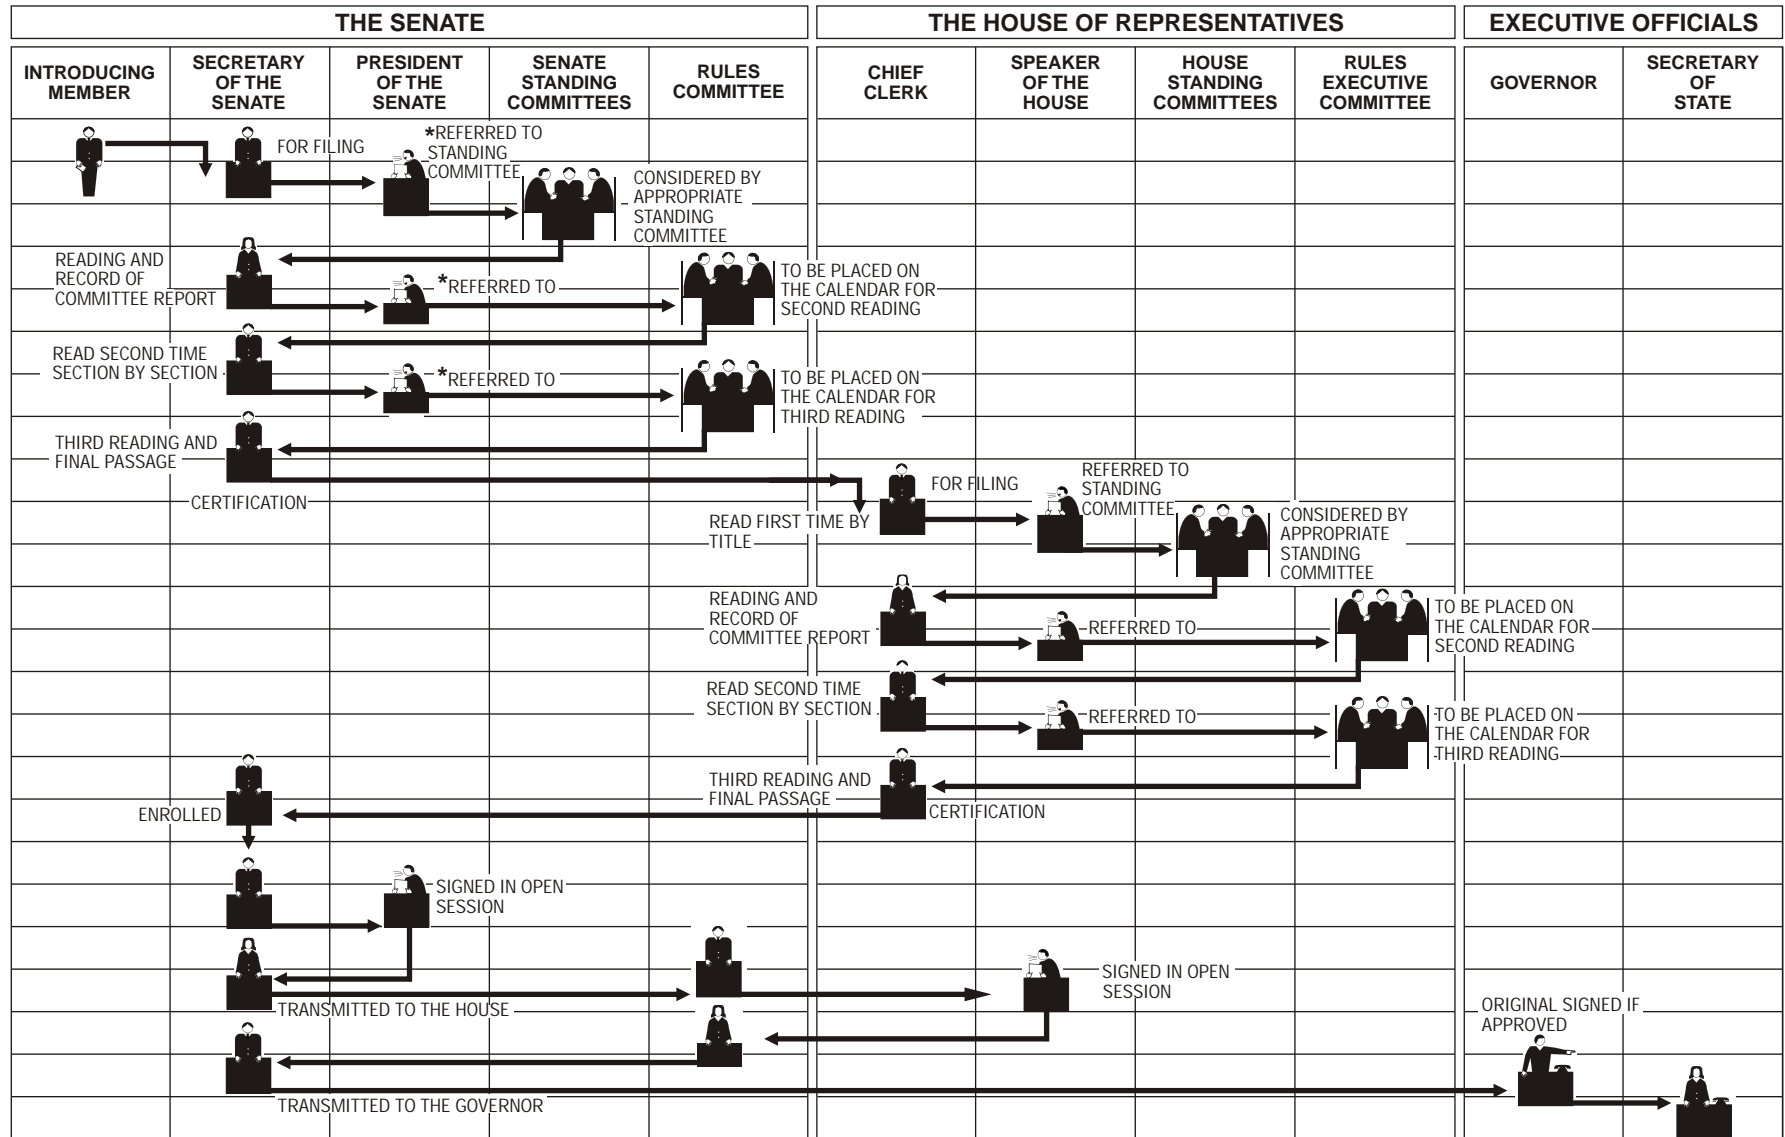 THE SENATE
THE HOUSE OF REPRESENTATIVES
EXECUTIVE OFFICIALS
INTRODUCING
MEMBER
SECRETARY
OF THE
SENATE
PRESIDENT
OF THE
SENATE
SENATE
STANDING
COMMITTEES
RULES
COMMITTEE
CHIEF
CLERK
SPEAKER
OF THE
HOUSE
HOUSE
STANDING
COMMITTEES
RULES
EXECUTIVE
COMMITTEE
GOVERNOR
SECRETARY
OF
STATE
FOR FILING
*REFERRED TO
STANDING
COMMITTEE
CONSIDERED BY
APPROPRIATE
STANDING
COMMITTEE
READING AND
RECORD OF
COMMITTEE REPORT
*REFERRED TO
TO BE PLACED ON
THE CALENDAR FOR
SECOND READING
READ SECOND TIME
SECTION BY SECTION
*REFERRED TO
TO BE PLACED ON
THE CALENDAR FOR
THIRD READING
THIRD READING AND
FINAL PASSAGE
CERTIFICATION
READ FIRST TIME BY
TITLE
FOR FILING
REFERRED TO
STANDING
COMMITTEE
CONSIDERED BY
APPROPRIATE
STANDING
COMMITTEE
READING AND
RECORD OF
COMMITTEE REPORT
REFERRED TO
TO BE PLACED ON
THE CALENDAR FOR
SECOND READING
READ SECOND TIME
SECTION BY SECTION
REFERRED TO
TO BE PLACED ON
THE CALENDAR FOR
THIRD READING
THIRD READING AND
FINAL PASSAGE
CERTIFICATION
ENROLLED
SIGNED IN OPEN
SESSION
TRANSMITTED TO THE HOUSE
SIGNED IN OPEN
SESSION
TRANSMITTED TO THE GOVERNOR
ORIGINAL SIGNED IF
APPROVED